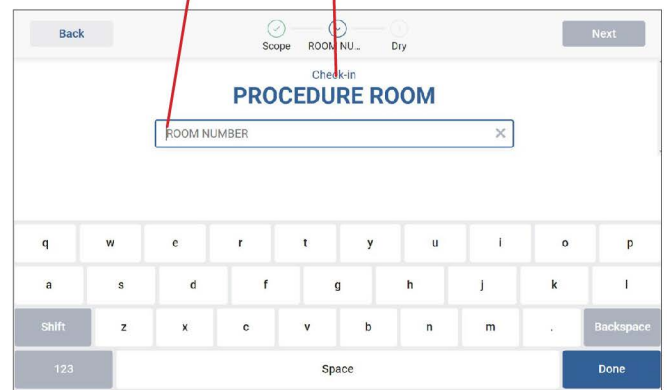 Back
Next
Scope
ROOM NU...
Dry
Check-in
PROCEDURE ROOM
ROOM NUMBER
q w e r t y u i o p
a s d f g h j k l
Shift z x c v b n m . Backspace
123 Space Done